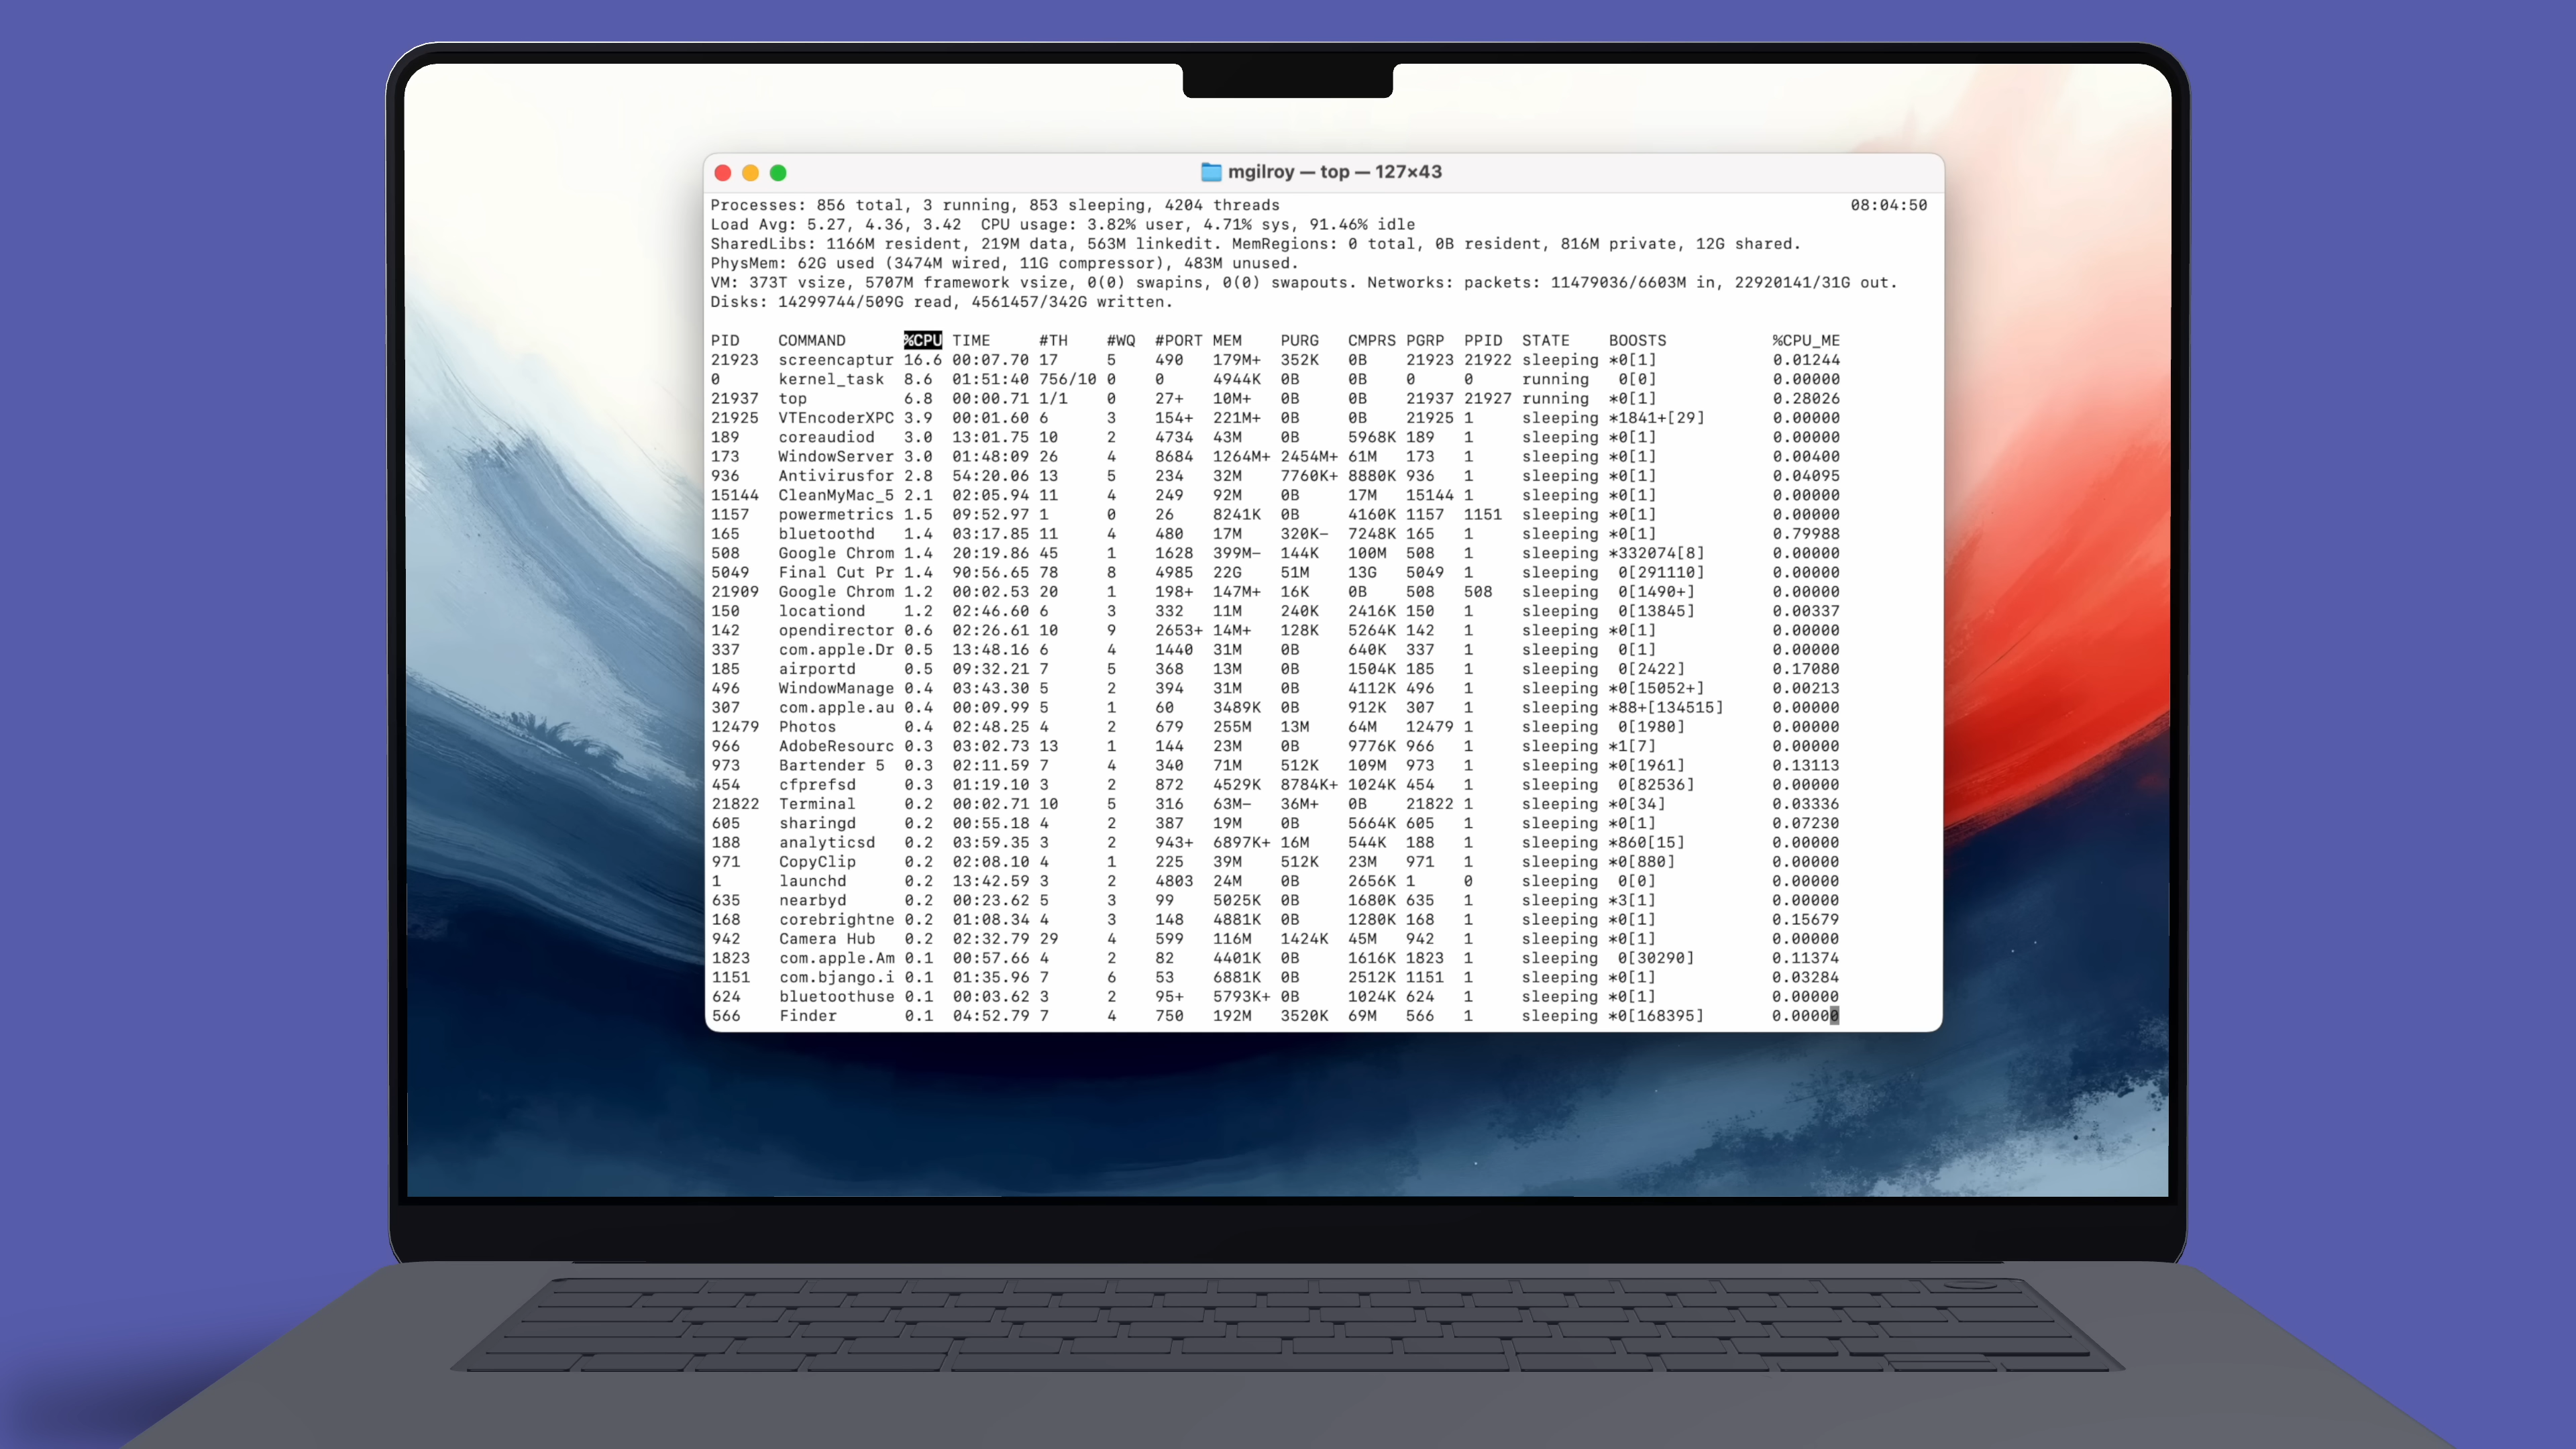 mgilroy — top — 127×43
Processes: 856 total, 3 running, 853 sleeping, 4204 threads 08:04:50
Load Avg: 5.27, 4.36, 3.42 CPU usage: 3.82% user, 4.71% sys, 91.46% idle
SharedLibs: 1166M resident, 219M data, 563M linkedit. MemRegions: 0 total, 0B resident, 816M private, 12G shared.
PhysMem: 62G used (3474M wired, 11G compressor), 483M unused.
VM: 373T vsize, 5707M framework vsize, 0(0) swapins, 0(0) swapouts. Networks: packets: 11479036/6603M in, 22920141/31G out.
Disks: 14299744/509G read, 4561457/342G written.
PID COMMAND %CPU TIME #TH #WQ #PORT MEM PURG CMPRS PGRP PPID STATE BOOSTS %CPU_ME
21923 screencaptur 16.6 00:07.70 17 5 490 179M+ 352K 0B 21923 21922 sleeping *0[1] 0.01244
0 kernel_task 8.6 01:51:40 756/10 0 0 4944K 0B 0B 0 0 running 0[0] 0.00000
21937 top 6.8 00:00.71 1/1 0 27+ 10M+ 0B 0B 21937 21927 running *0[1] 0.28026
21925 VTEncoderXPC 3.9 00:01.60 6 3 154+ 221M+ 0B 0B 21925 1 sleeping *1841+[29] 0.00000
189 coreaudiod 3.0 13:01.75 10 2 4734 43M 0B 5968K 189 1 sleeping *0[1] 0.00000
173 WindowServer 3.0 01:48:09 26 4 8684 1264M+ 2454M+ 61M 173 1 sleeping *0[1] 0.00400
936 Antivirusfor 2.8 54:20.06 13 5 234 32M 7760K+ 8880K 936 1 sleeping *0[1] 0.04095
15144 CleanMyMac_5 2.1 02:05.94 11 4 249 92M 0B 17M 15144 1 sleeping *0[1] 0.00000
1157 powermetrics 1.5 09:52.97 1 0 26 8241K 0B 4160K 1157 1151 sleeping *0[1] 0.00000
165 bluetoothd 1.4 03:17.85 11 4 480 17M 320K- 7248K 165 1 sleeping *0[1] 0.79988
508 Google Chrom 1.4 20:19.86 45 1 1628 399M- 144K 100M 508 1 sleeping *332074[8] 0.00000
5049 Final Cut Pr 1.4 90:56.65 78 8 4985 22G 51M 13G 5049 1 sleeping 0[291110] 0.00000
21909 Google Chrom 1.2 00:02.53 20 1 198+ 147M+ 16K 0B 508 508 sleeping 0[1490+] 0.00000
150 locationd 1.2 02:46.60 6 3 332 11M 240K 2416K 150 1 sleeping 0[13845] 0.00337
142 opendirector 0.6 02:26.61 10 9 2653+ 14M+ 128K 5264K 142 1 sleeping *0[1] 0.00000
337 com.apple.Dr 0.5 13:48.16 6 4 1440 31M 0B 640K 337 1 sleeping 0[1] 0.00000
185 airportd 0.5 09:32.21 7 5 368 13M 0B 1504K 185 1 sleeping 0[2422] 0.17080
496 WindowManage 0.4 03:43.30 5 2 394 31M 0B 4112K 496 1 sleeping *0[15052+] 0.00213
307 com.apple.au 0.4 00:09.99 5 1 60 3489K 0B 912K 307 1 sleeping *88+[134515] 0.00000
12479 Photos 0.4 02:48.25 4 2 679 255M 13M 64M 12479 1 sleeping 0[1980] 0.00000
966 AdobeResourc 0.3 03:02.73 13 1 144 23M 0B 9776K 966 1 sleeping *1[7] 0.00000
973 Bartender 5 0.3 02:11.59 7 4 340 71M 512K 109M 973 1 sleeping *0[1961] 0.13113
454 cfprefsd 0.3 01:19.10 3 2 872 4529K 8784K+ 1024K 454 1 sleeping 0[82536] 0.00000
21822 Terminal 0.2 00:02.71 10 5 316 63M- 36M+ 0B 21822 1 sleeping *0[34] 0.03336
605 sharingd 0.2 00:55.18 4 2 387 19M 0B 5664K 605 1 sleeping *0[1] 0.07230
188 analyticsd 0.2 03:59.35 3 2 943+ 6897K+ 16M 544K 188 1 sleeping *860[15] 0.00000
971 CopyClip 0.2 02:08.10 4 1 225 39M 512K 23M 971 1 sleeping *0[880] 0.00000
1 launchd 0.2 13:42.59 3 2 4803 24M 0B 2656K 1 0 sleeping 0[0] 0.00000
635 nearbyd 0.2 00:23.62 5 3 99 5025K 0B 1680K 635 1 sleeping *3[1] 0.00000
168 corebrightne 0.2 01:08.34 4 3 148 4881K 0B 1280K 168 1 sleeping *0[1] 0.15679
942 Camera Hub 0.2 02:32.79 29 4 599 116M 1424K 45M 942 1 sleeping *0[1] 0.00000
1823 com.apple.Am 0.1 00:57.66 4 2 82 4401K 0B 1616K 1823 1 sleeping 0[30290] 0.11374
1151 com.bjango.i 0.1 01:35.96 7 6 53 6881K 0B 2512K 1151 1 sleeping *0[1] 0.03284
624 bluetoothuse 0.1 00:03.62 3 2 95+ 5793K+ 0B 1024K 624 1 sleeping *0[1] 0.00000
566 Finder 0.1 04:52.79 7 4 750 192M 3520K 69M 566 1 sleeping *0[168395] 0.00000